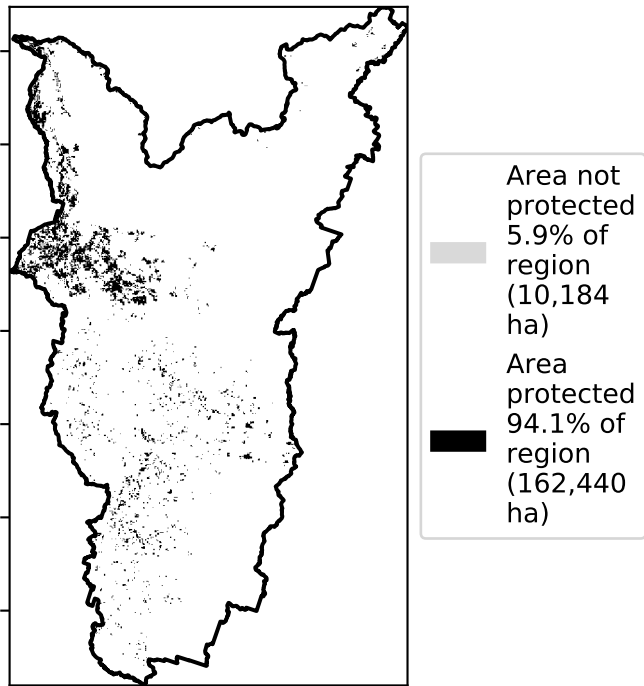 Area not
protected
5.9% of
region
(10,184
ha)
Area
protected
94.1% of
region
(162,440
ha)